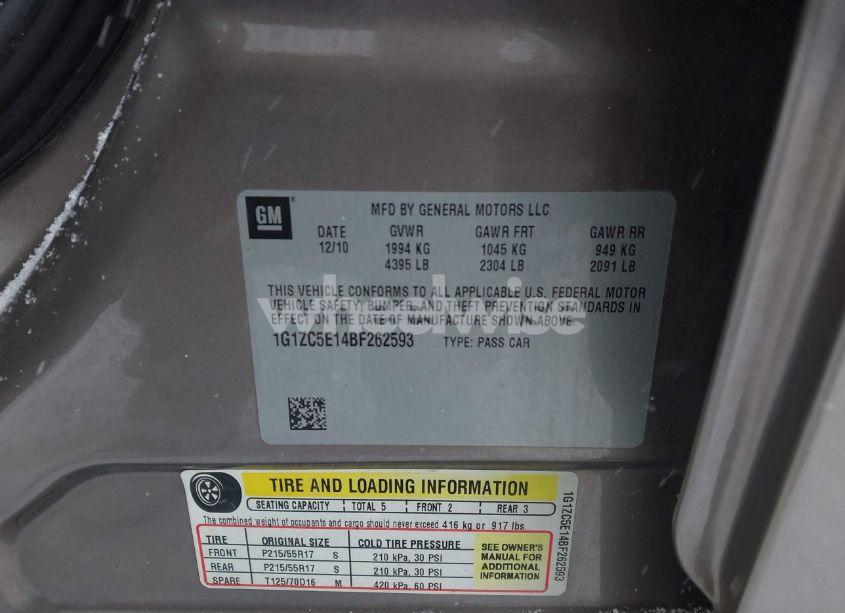 GM
MFD BY GENERAL MOTORS LLC
DATE GVWR GAWR FRT GAWR RR
12/10 1994 KG 1045 KG 949 KG
4395 LB 2304 LB 2091 LB
THIS VEHICLE CONFORMS TO ALL APPLICABLE U.S. FEDERAL MOTOR
VEHICLE SAFETY, BUMPER, AND THEFT PREVENTION STANDARDS IN
EFFECT ON THE DATE OF MANUFACTURE SHOWN ABOVE.
wheelwise
1G1ZC5E14BF262593 TYPE: PASS CAR
TIRE AND LOADING INFORMATION
SEATING CAPACITY TOTAL 5 FRONT 2 REAR 3
The combined weight of occupants and cargo should never exceed 416 kg or 917 lbs.
TIRE ORIGINAL SIZE COLD TIRE PRESSURE
FRONT P215/55R17 S 210 kPa, 30 PSI
REAR P215/55R17 S 210 kPa, 30 PSI
SPARE T125/70D16 M 420 kPa, 60 PSI
SEE OWNER'S
MANUAL FOR
ADDITIONAL
INFORMATION
1G1ZC5E14BF262593